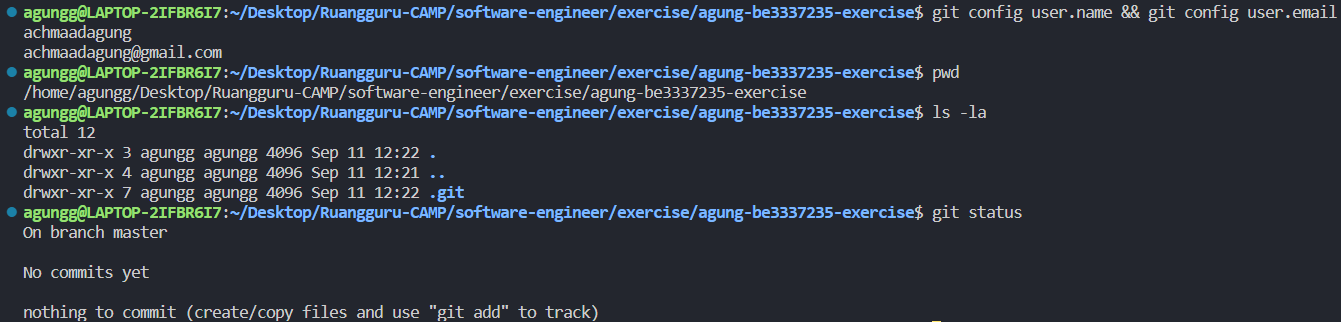 agungg@LAPTOP-2IFBR6I7:~/Desktop/Ruangguru-CAMP/software-engineer/exercise/agung-be3337235-exercise$ git config user.name && git config user.email
achmaadagung
achmaadagung@gmail.com
agungg@LAPTOP-2IFBR6I7:~/Desktop/Ruangguru-CAMP/software-engineer/exercise/agung-be3337235-exercise$ pwd
/home/agungg/Desktop/Ruangguru-CAMP/software-engineer/exercise/agung-be3337235-exercise
agungg@LAPTOP-2IFBR6I7:~/Desktop/Ruangguru-CAMP/software-engineer/exercise/agung-be3337235-exercise$ ls -la
total 12
drwxr-xr-x 3 agungg agungg 4096 Sep 11 12:22 .
drwxr-xr-x 4 agungg agungg 4096 Sep 11 12:21 ..
drwxr-xr-x 7 agungg agungg 4096 Sep 11 12:22 .git
agungg@LAPTOP-2IFBR6I7:~/Desktop/Ruangguru-CAMP/software-engineer/exercise/agung-be3337235-exercise$ git status
On branch master
No commits yet
nothing to commit (create/copy files and use "git add" to track)